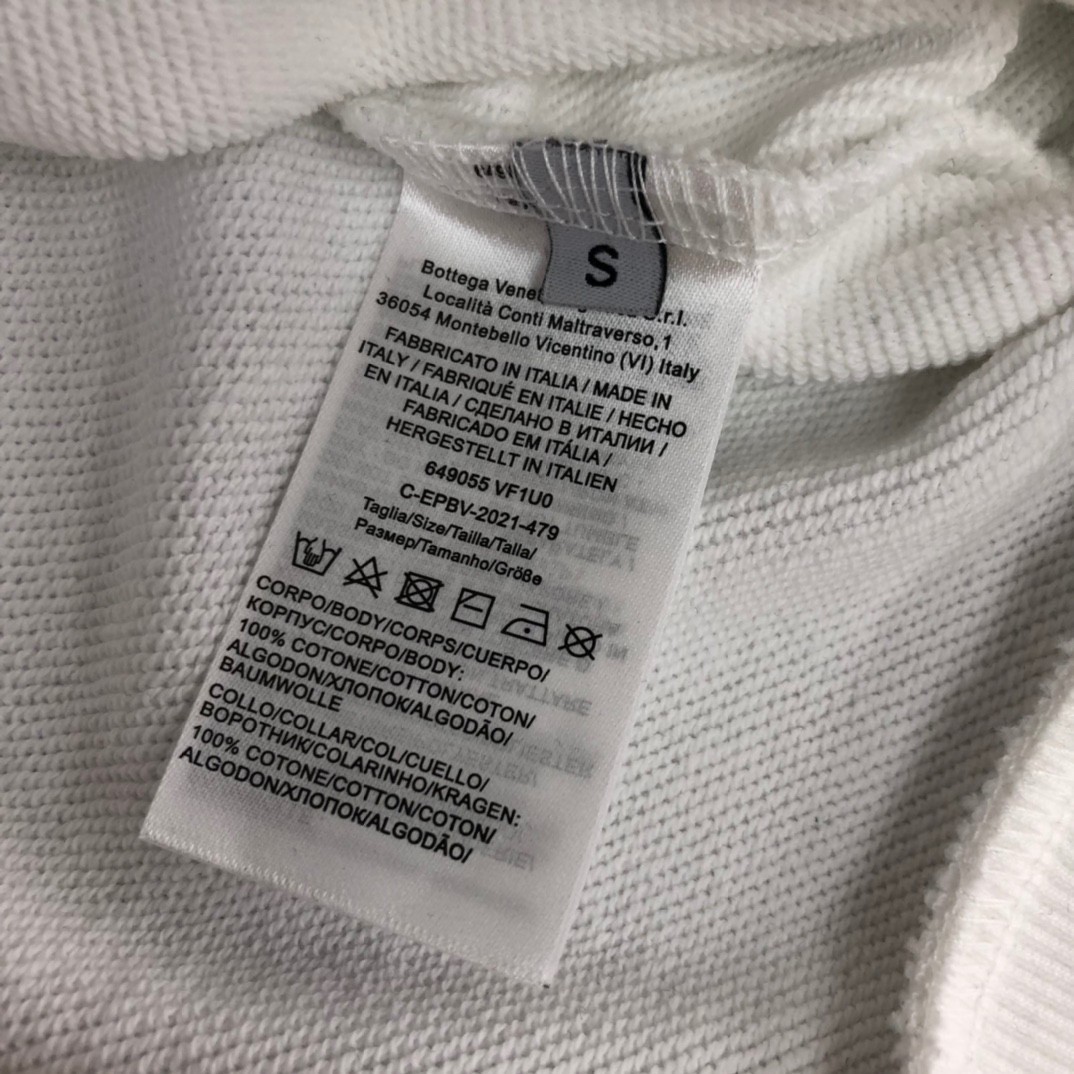 S
Bottega Venet S.r.l.
Località Conti Maltraverso,1
36054 Montebello Vicentino (VI) Italy
FABBRICATO IN ITALIA / MADE IN
ITALY / FABRIQUÉ EN ITALIE / HECHO
EN ITALIA / СДЕЛАНО В ИТАЛИИ /
FABRICADO EM ITÁLIA /
HERGESTELLT IN ITALIEN
649055 VF1U0
C-EPBV-2021-479
Taglia/Size/Taille/Talla/
Размер/Tamanho/Größe
CORPO/BODY/CORPS/CUERPO/
КОРПУС/CORPO/BODY:
100% COTONE/COTTON/COTON/
ALGODON/ХЛОПОК/ALGODÃO/
BAUMWOLLE
COLLO/COLLAR/COL/CUELLO/
ВОРОТНИК/COLARINHO/KRAGEN:
100% COTONE/COTTON/COTON/
ALGODON/ХЛОПОК/ALGODÃO/